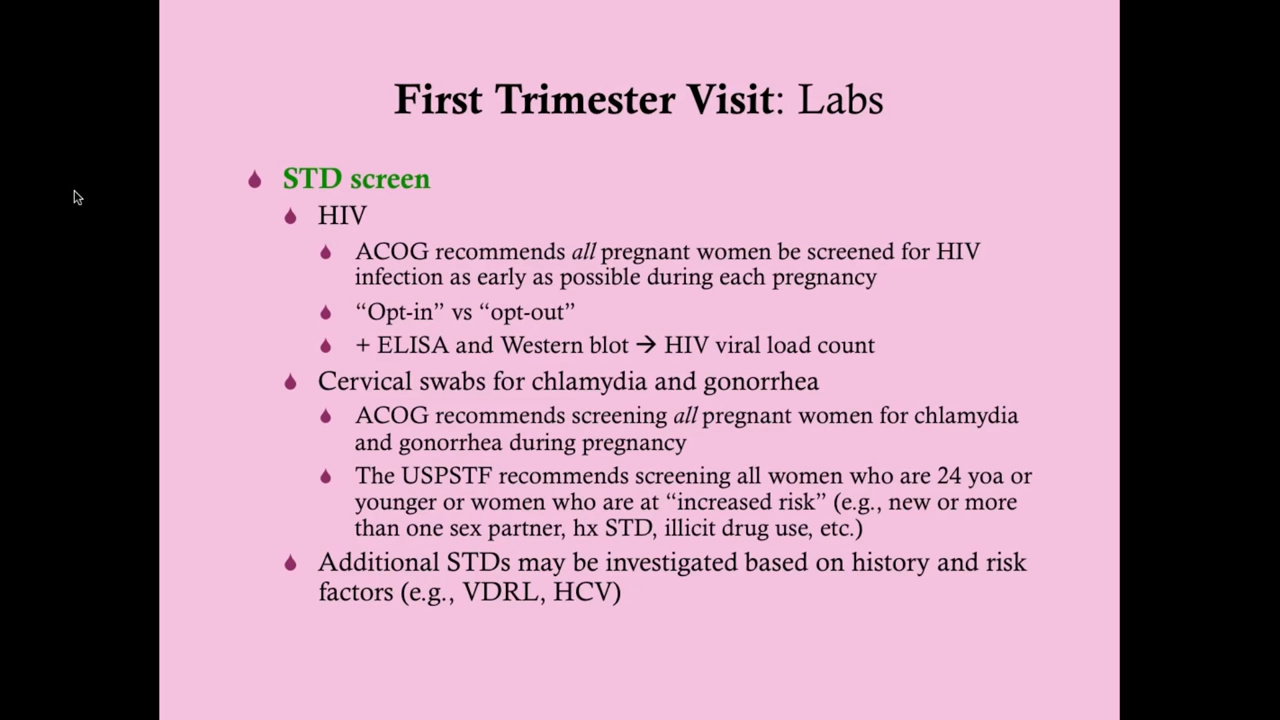 First Trimester Visit: Labs
STD screen
HIV
ACOG recommends all pregnant women be screened for HIV
infection as early as possible during each pregnancy
“Opt-in” vs “opt-out”
+ ELISA and Western blot → HIV viral load count
Cervical swabs for chlamydia and gonorrhea
ACOG recommends screening all pregnant women for chlamydia
and gonorrhea during pregnancy
The USPSTF recommends screening all women who are 24 yoa or
younger or women who are at “increased risk” (e.g., new or more
than one sex partner, hx STD, illicit drug use, etc.)
Additional STDs may be investigated based on history and risk
factors (e.g., VDRL, HCV)